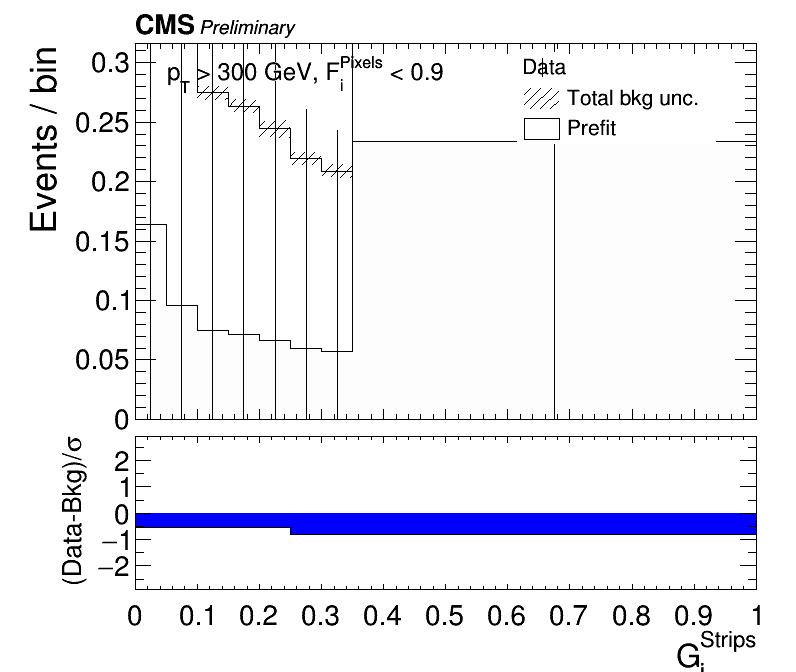 CMS Preliminary
p_T > 300 GeV, F_i^Pixels < 0.9
Data
Total bkg unc.
Prefit
Events / bin
0.3
0.25
0.2
0.15
0.1
0.05
0
(Data-Bkg)/σ
2
1
0
−1
−2
0 0.1 0.2 0.3 0.4 0.5 0.6 0.7 0.8 0.9 1
G_i^Strips